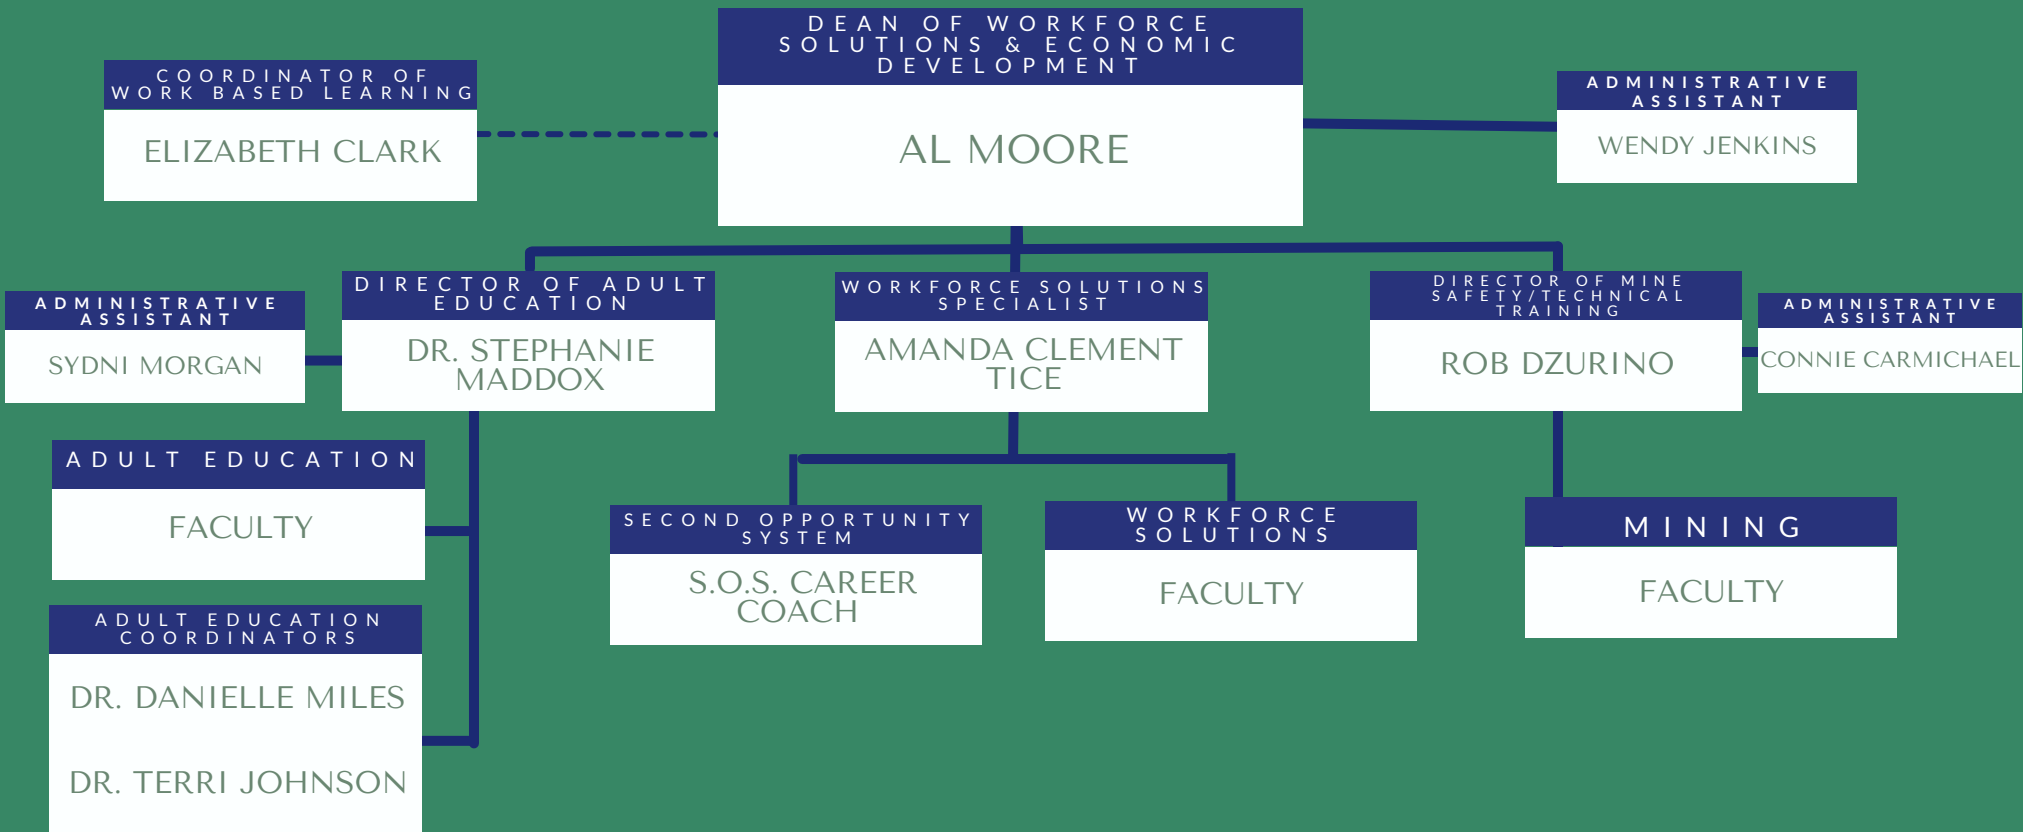 DEAN OF WORKFORCE
SOLUTIONS & ECONOMIC
DEVELOPMENT
AL MOORE
COORDINATOR OF
WORK BASED LEARNING
ELIZABETH CLARK
ADMINISTRATIVE
ASSISTANT
WENDY JENKINS
ADMINISTRATIVE
ASSISTANT
SYDNI MORGAN
DIRECTOR OF ADULT
EDUCATION
DR. STEPHANIE
MADDOX
WORKFORCE SOLUTIONS
SPECIALIST
AMANDA CLEMENT
TICE
DIRECTOR OF MINE
SAFETY/TECHNICAL
TRAINING
ROB DZURINO
ADMINISTRATIVE
ASSISTANT
CONNIE CARMICHAEL
ADULT EDUCATION
FACULTY
SECOND OPPORTUNITY
SYSTEM
S.O.S. CAREER
COACH
WORKFORCE
SOLUTIONS
FACULTY
MINING
FACULTY
ADULT EDUCATION
COORDINATORS
DR. DANIELLE MILES
DR. TERRI JOHNSON